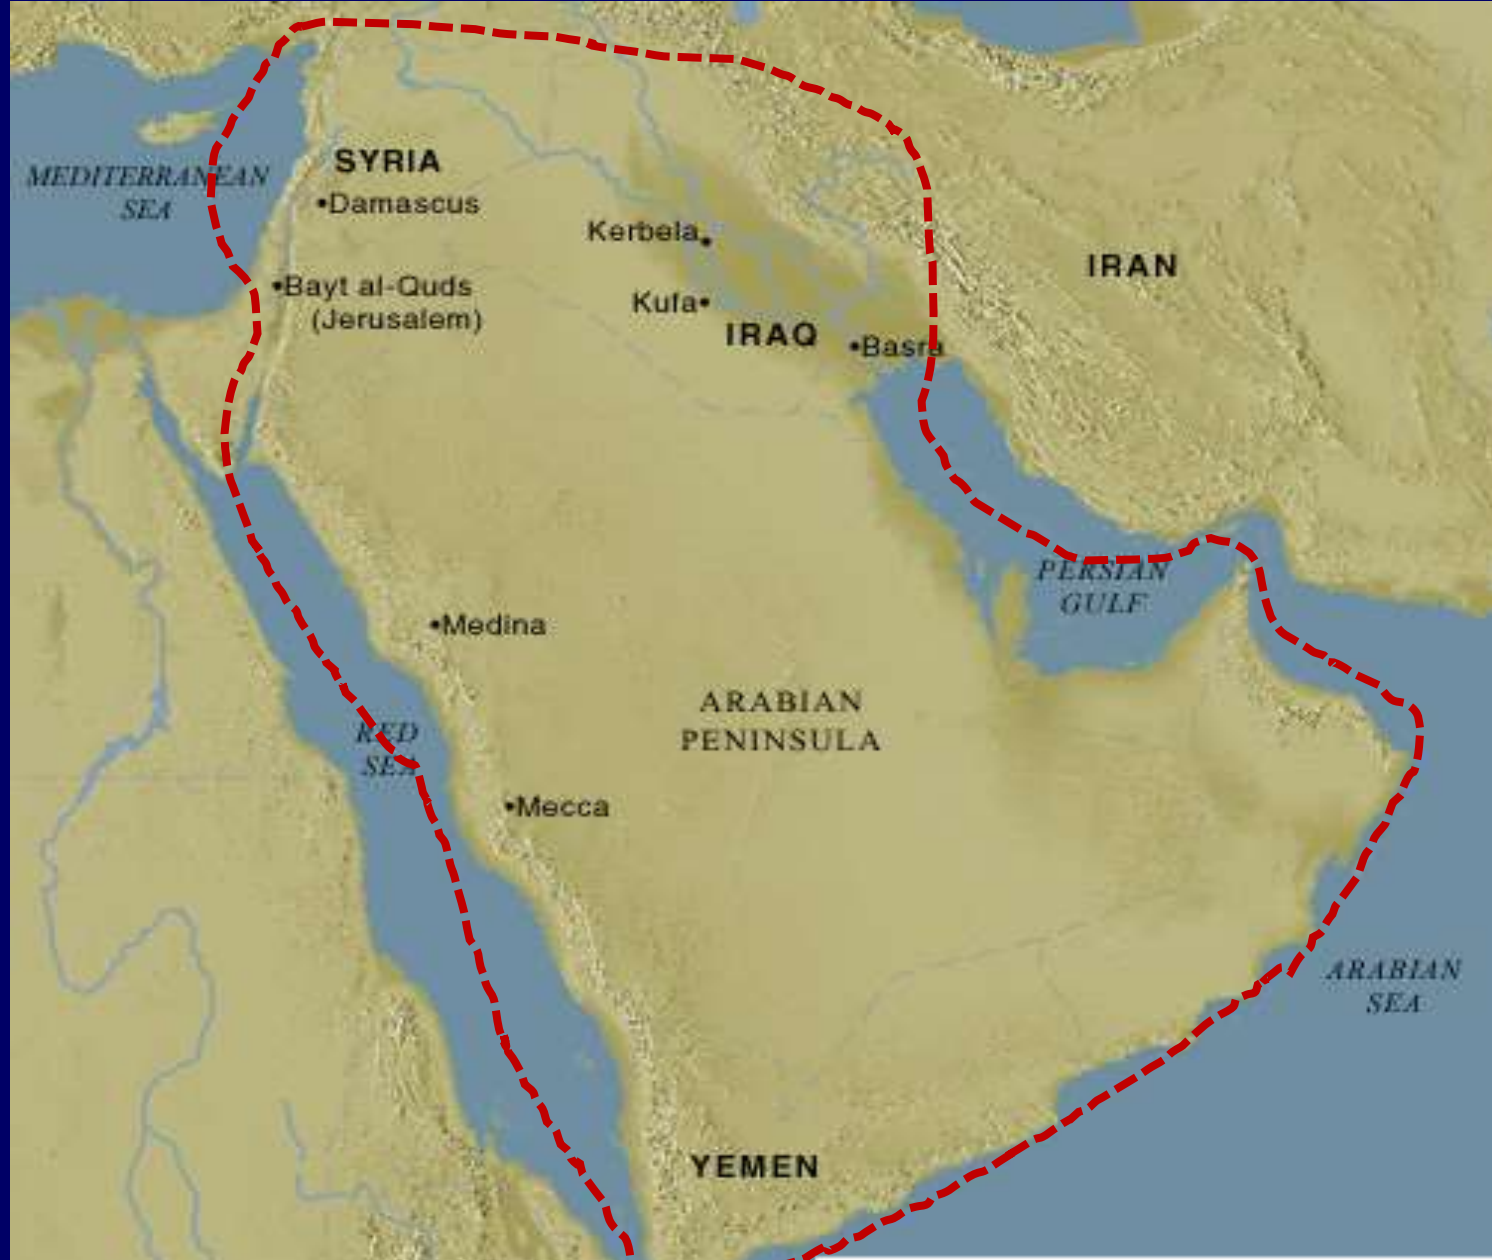 SYRIA
MEDITERRANEAN
SEA
•Damascus
Kerbela•
IRAN
•Bayt al-Quds
(Jerusalem)
Kufa•
IRAQ
•Basra
PERSIAN
GULF
•Medina
ARABIAN
PENINSULA
RED
SEA
•Mecca
ARABIAN
SEA
YEMEN